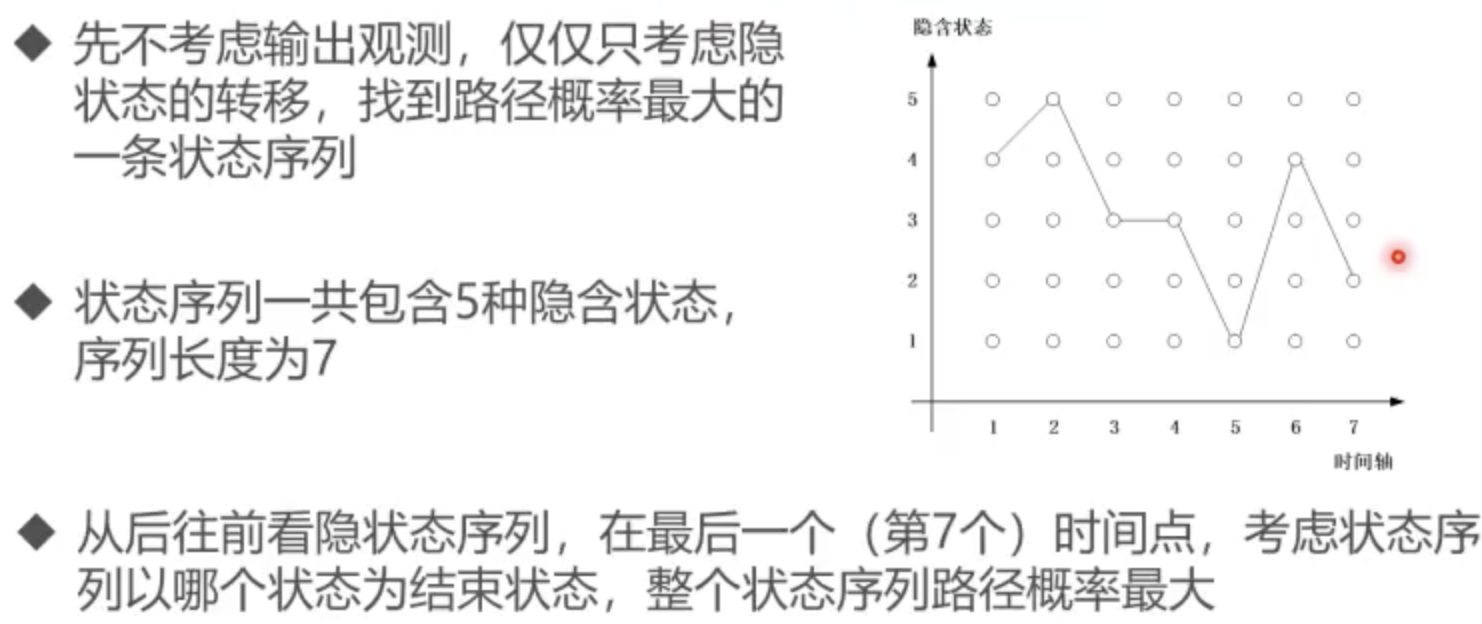 ◆ 先不考虑输出观测，仅仅只考虑隐
状态的转移，找到路径概率最大的
一条状态序列
◆ 状态序列一共包含5种隐含状态，
序列长度为7
隐含状态
5
4
3
2
1
1 2 3 4 5 6 7
时间轴
◆ 从后往前看隐状态序列，在最后一个（第7个）时间点，考虑状态序
列以哪个状态为结束状态，整个状态序列路径概率最大